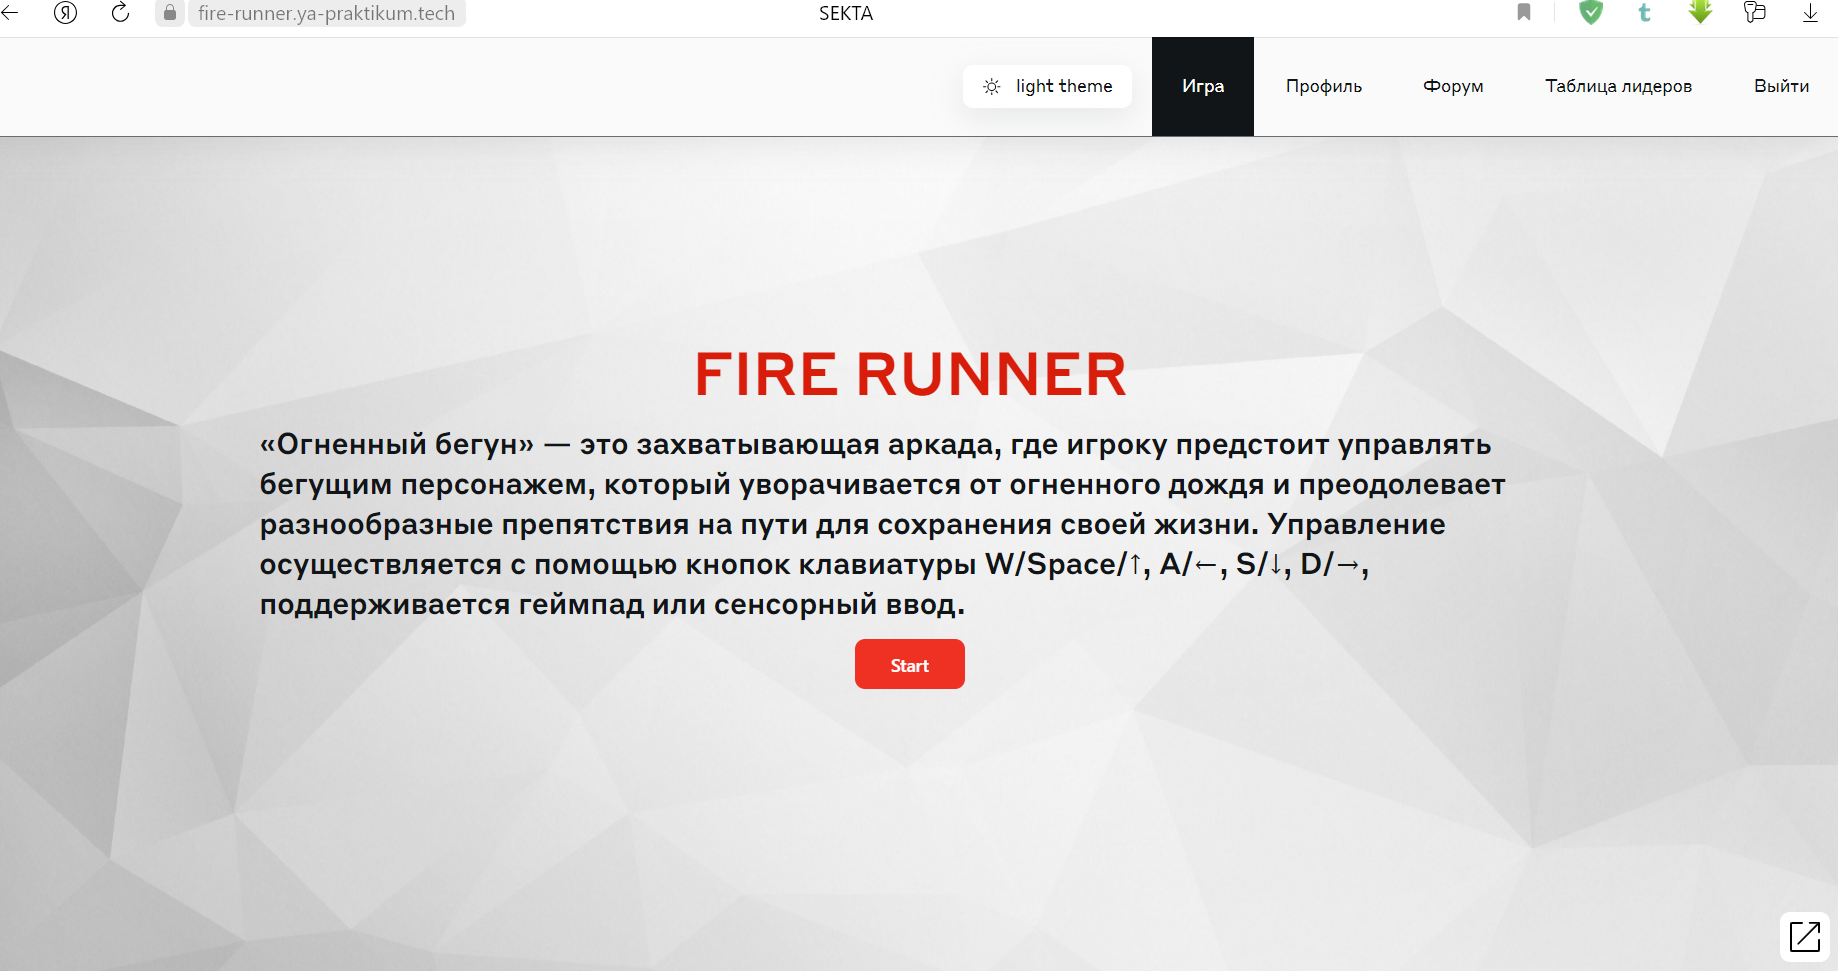 fire-runner.ya-praktikum.tech SEKTA
light theme Игра Профиль Форум Таблица лидеров Выйти
FIRE RUNNER
«Огненный бегун» — это захватывающая аркада, где игроку предстоит управлять
бегущим персонажем, который уворачивается от огненного дождя и преодолевает
разнообразные препятствия на пути для сохранения своей жизни. Управление
осуществляется с помощью кнопок клавиатуры W/Space/↑, A/←, S/↓, D/→,
поддерживается геймпад или сенсорный ввод.
Start